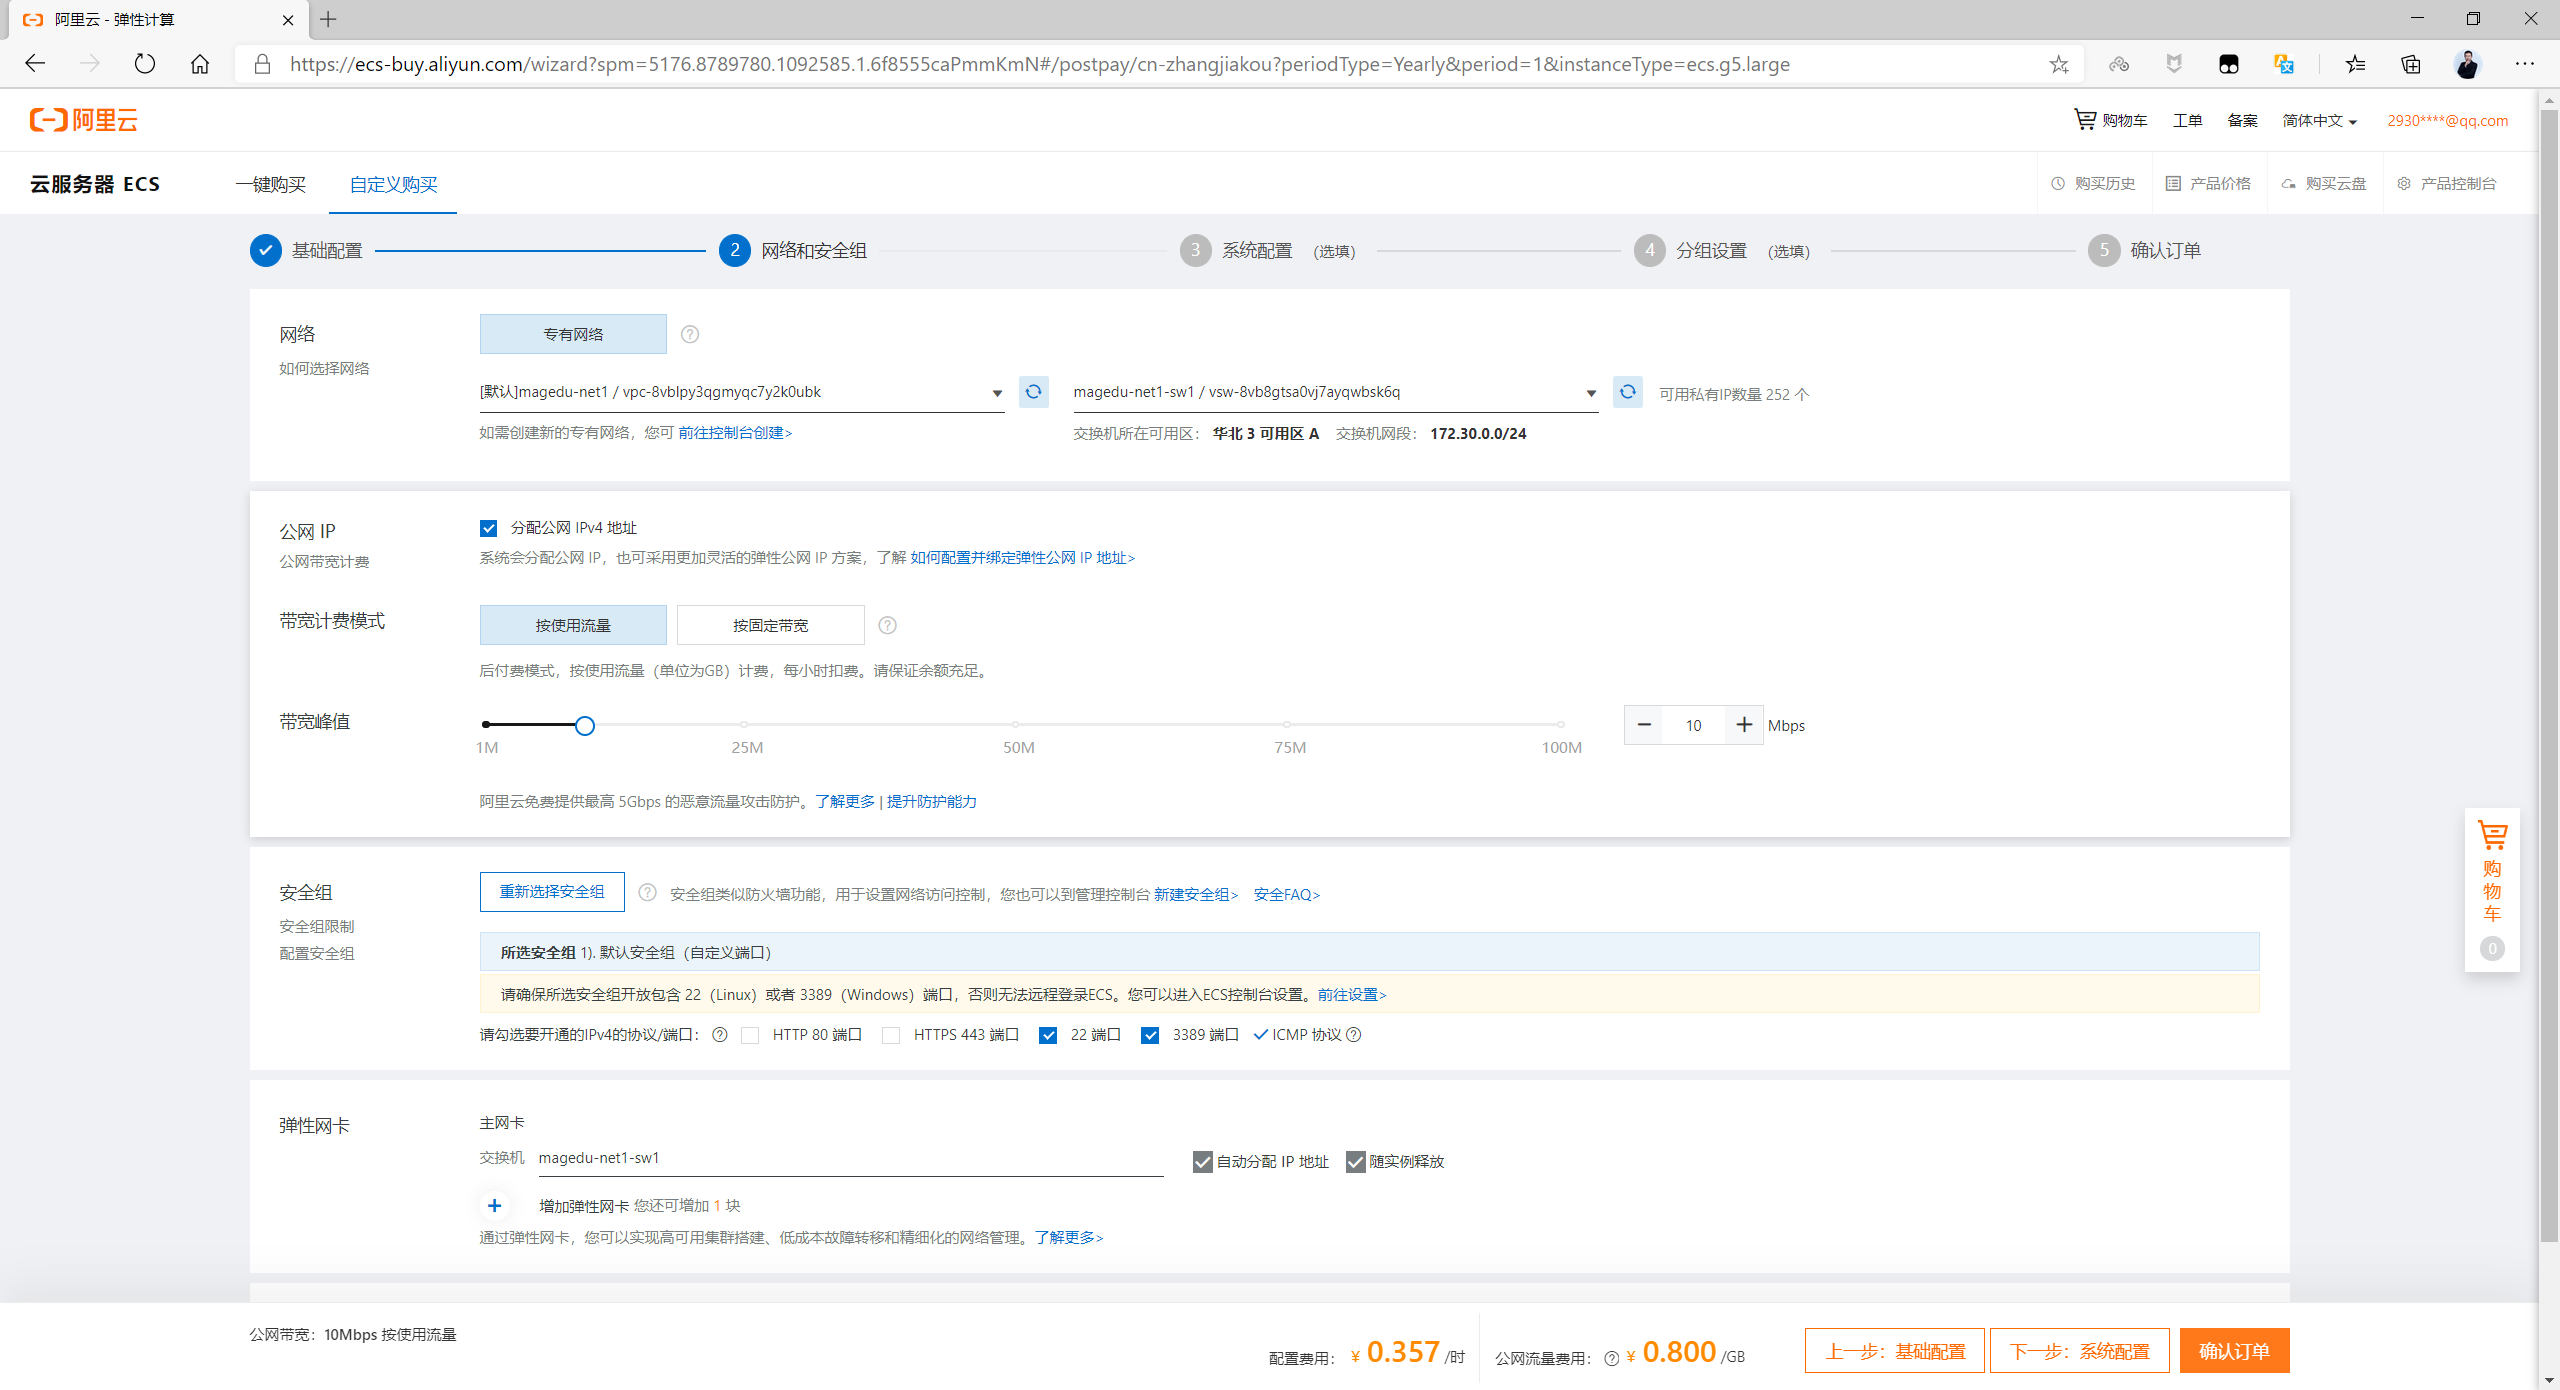 阿里云 - 弹性计算
https://ecs-buy.aliyun.com/wizard?spm=5176.8789780.1092585.1.6f8555caPmmKmN#/postpay/cn-zhangjiakou?periodType=Yearly&period=1&instanceType=ecs.g5.large
阿里云
购物车 工单 备案 简体中文 2930****@qq.com
云服务器 ECS 一键购买 自定义购买 购买历史 产品价格 购买云盘 产品控制台
基础配置 2 网络和安全组 3 系统配置 (选填) 4 分组设置 (选填) 5 确认订单
网络 专有网络
如何选择网络
[默认]magedu-net1 / vpc-8vblpy3qgmyqc7y2k0ubk magedu-net1-sw1 / vsw-8vb8gtsa0vj7ayqwbsk6q 可用私有IP数量 252 个
如需创建新的专有网络，您可 前往控制台创建> 交换机所在可用区： 华北 3 可用区 A 交换机网段： 172.30.0.0/24
公网 IP 分配公网 IPv4 地址
公网带宽计费 系统会分配公网 IP，也可采用更加灵活的弹性公网 IP 方案，了解 如何配置并绑定弹性公网 IP 地址>
带宽计费模式 按使用流量 按固定带宽
后付费模式，按使用流量（单位为GB）计费，每小时扣费。请保证余额充足。
带宽峰值 10 Mbps
1M 25M 50M 75M 100M
阿里云免费提供最高 5Gbps 的恶意流量攻击防护。了解更多 | 提升防护能力
安全组 重新选择安全组 安全组类似防火墙功能，用于设置网络访问控制，您也可以到管理控制台 新建安全组> 安全FAQ>
安全组限制
配置安全组 所选安全组 1). 默认安全组（自定义端口）
请确保所选安全组开放包含 22（Linux）或者 3389（Windows）端口，否则无法远程登录ECS。您可以进入ECS控制台设置。前往设置>
请勾选要开通的IPv4的协议/端口： HTTP 80 端口 HTTPS 443 端口 22 端口 3389 端口 ICMP 协议
弹性网卡 主网卡
交换机 magedu-net1-sw1 自动分配 IP 地址 随实例释放
增加弹性网卡 您还可增加 1 块
通过弹性网卡，您可以实现高可用集群搭建、低成本故障转移和精细化的网络管理。了解更多>
购
物
车
0
公网带宽：10Mbps 按使用流量
配置费用： ¥ 0.357 /时 公网流量费用： ¥ 0.800 /GB 上一步：基础配置 下一步：系统配置 确认订单